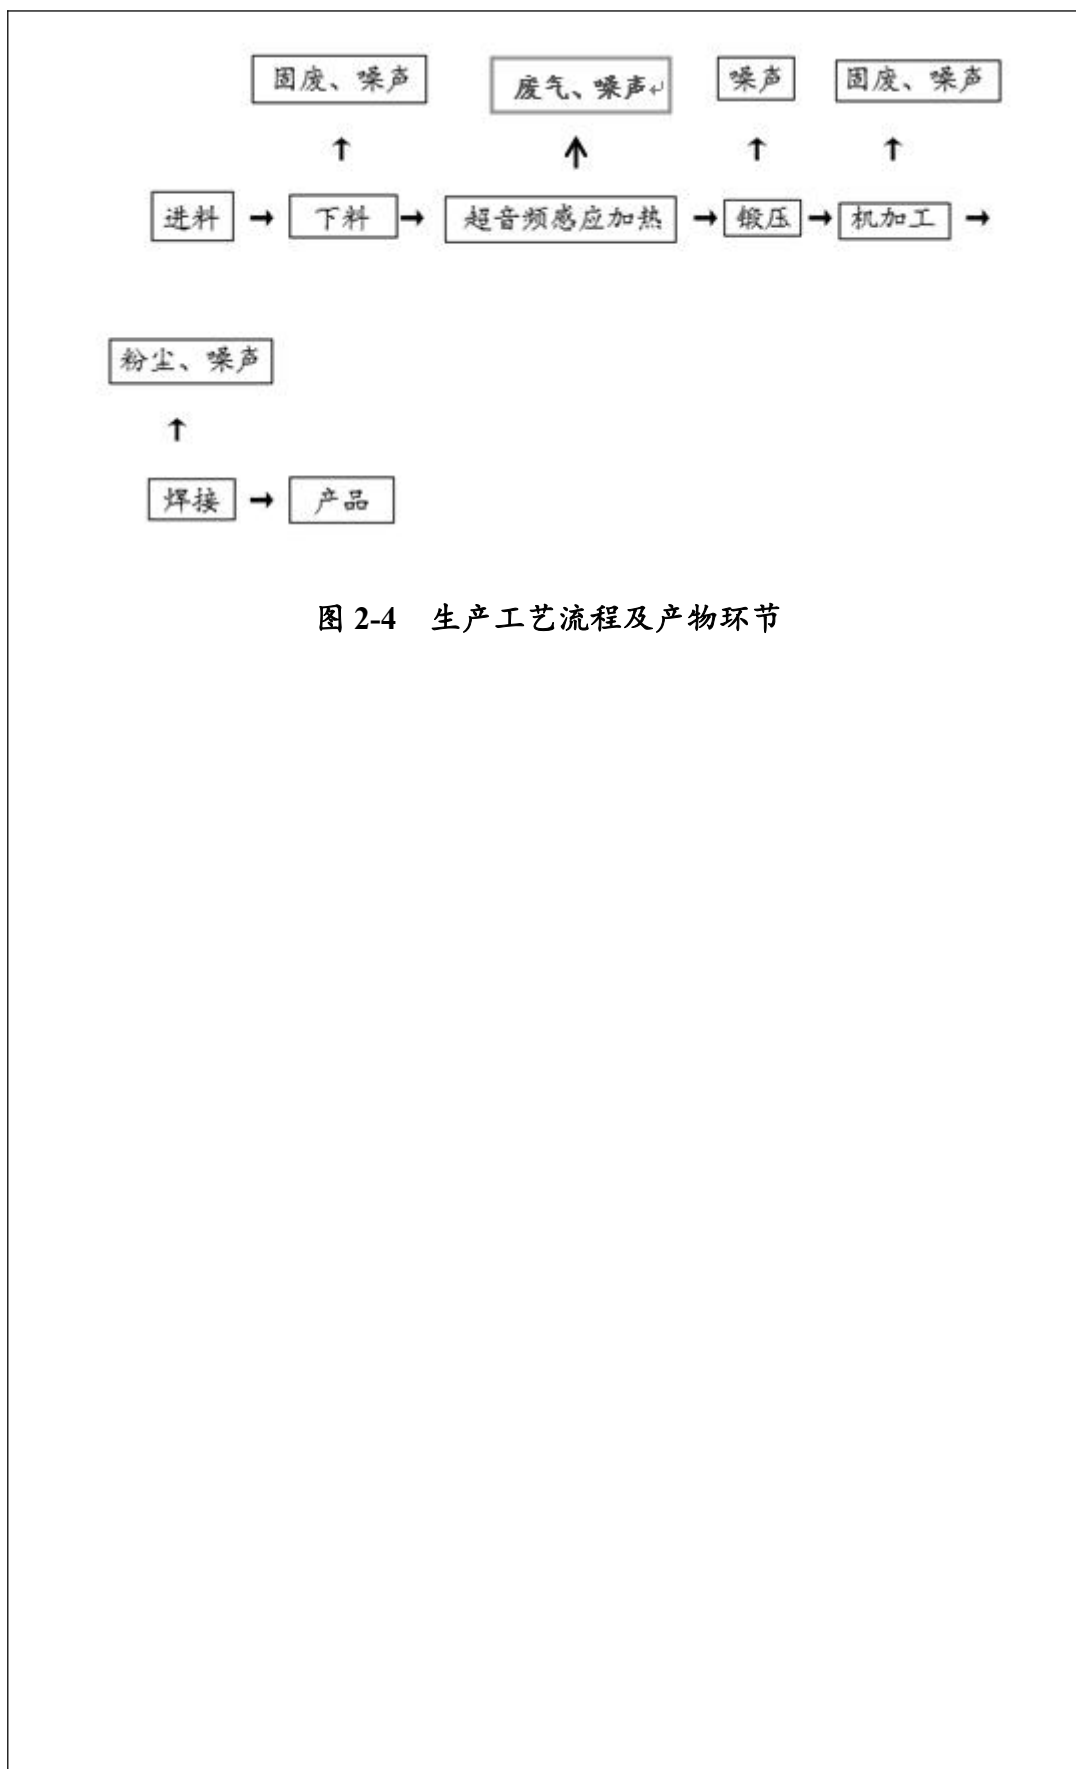 固废、噪声
废气、噪声↵
噪声
固废、噪声
↑ ↑ ↑ ↑
进料 → 下料 → 超音频感应加热 → 锻压 → 机加工 →
粉尘、噪声
↑
焊接 → 产品
图 2-4 生产工艺流程及产物环节